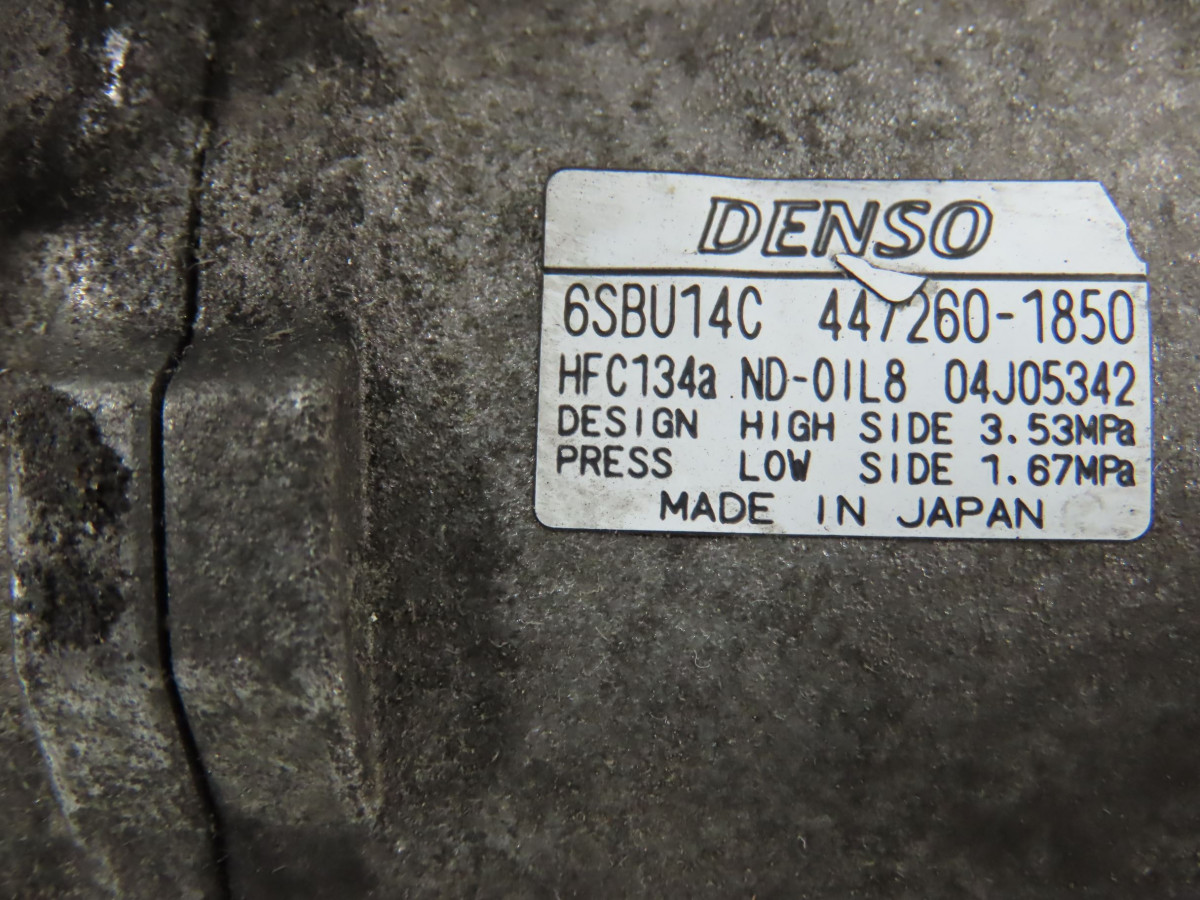 DENSO
6SBU14C 447260-1850
HFC134a ND-OIL8 04J05342
DESIGN HIGH SIDE 3.53MPa
PRESS LOW SIDE 1.67MPa
MADE IN JAPAN